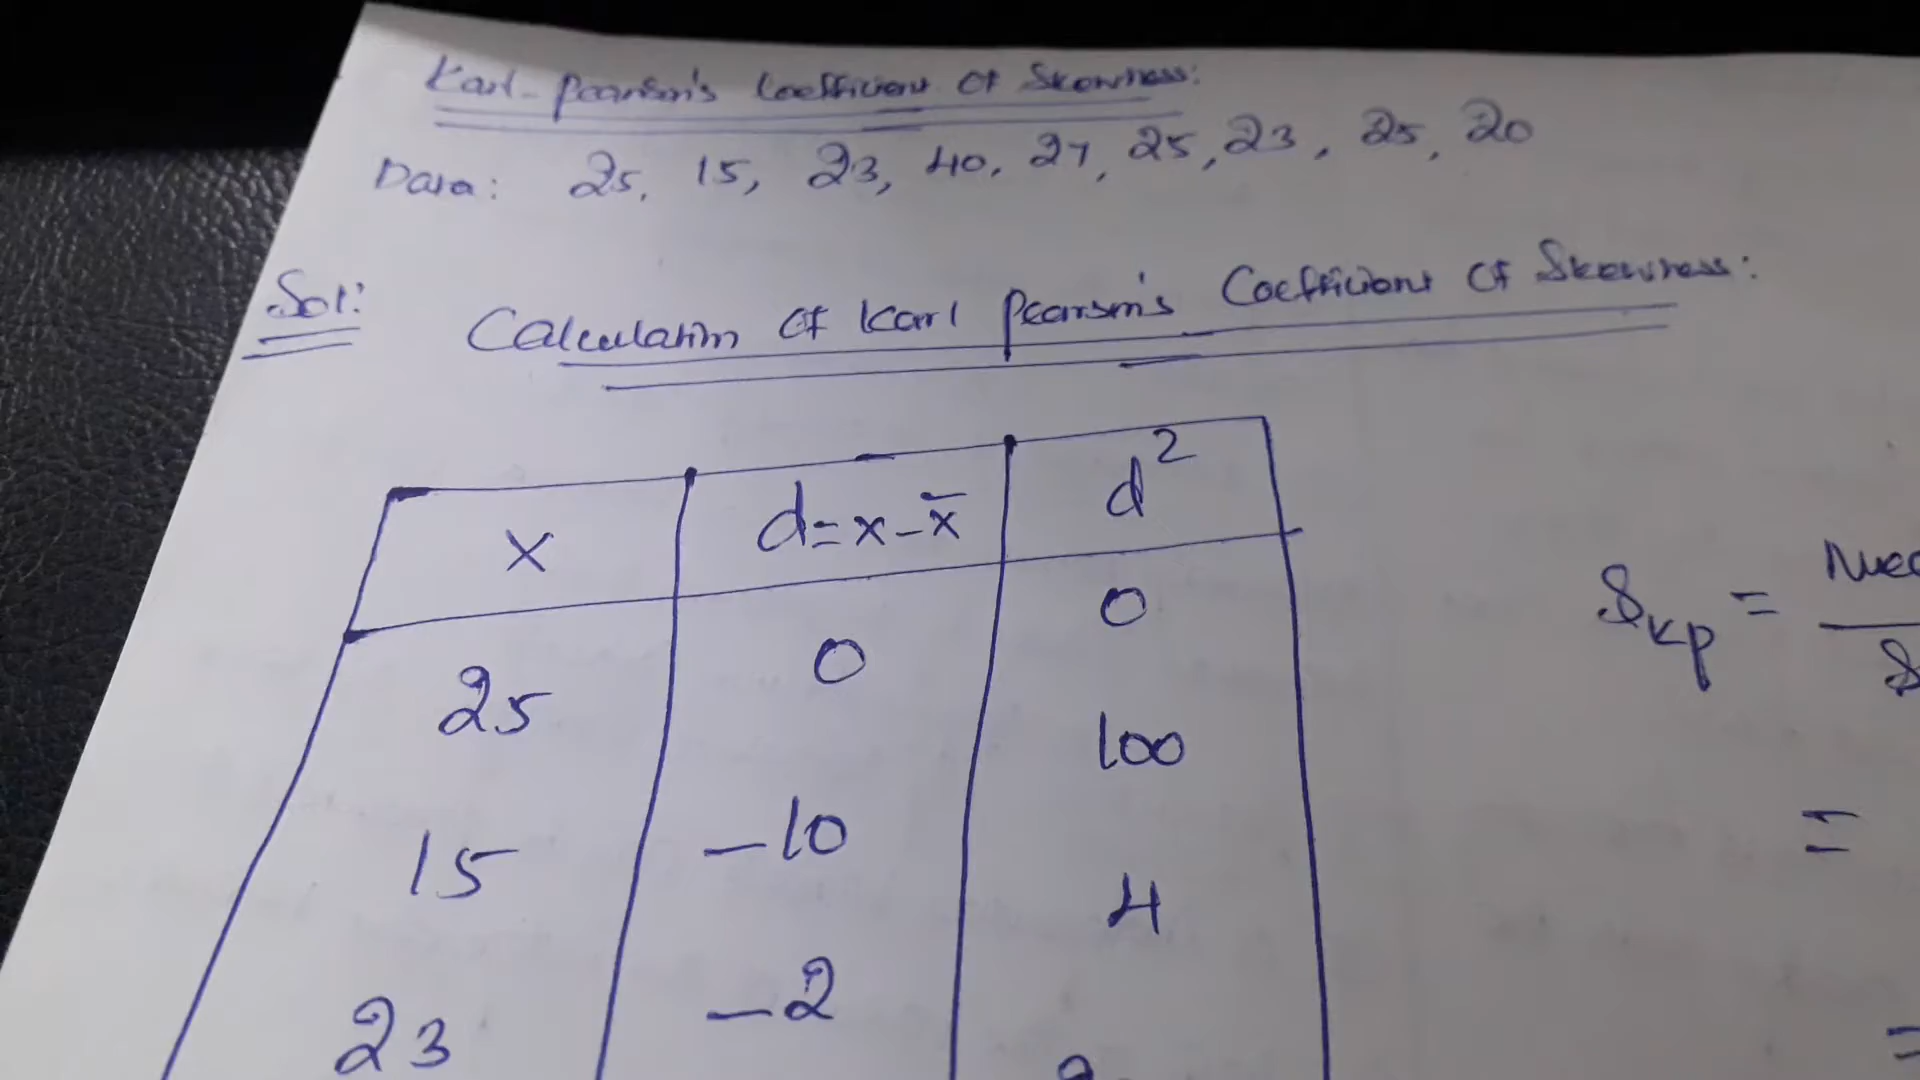 Karl-Pearson's Coefficient Of Skewness:
Data: 25, 15, 23, 40, 27, 25, 23, 25, 20
Sol:
Calculation Of Karl Pearson's Coefficient Of Skewness:
x d=x-x̄ d²
25 0 0
15 -10 100
23 -2 4
Skp =
=
=